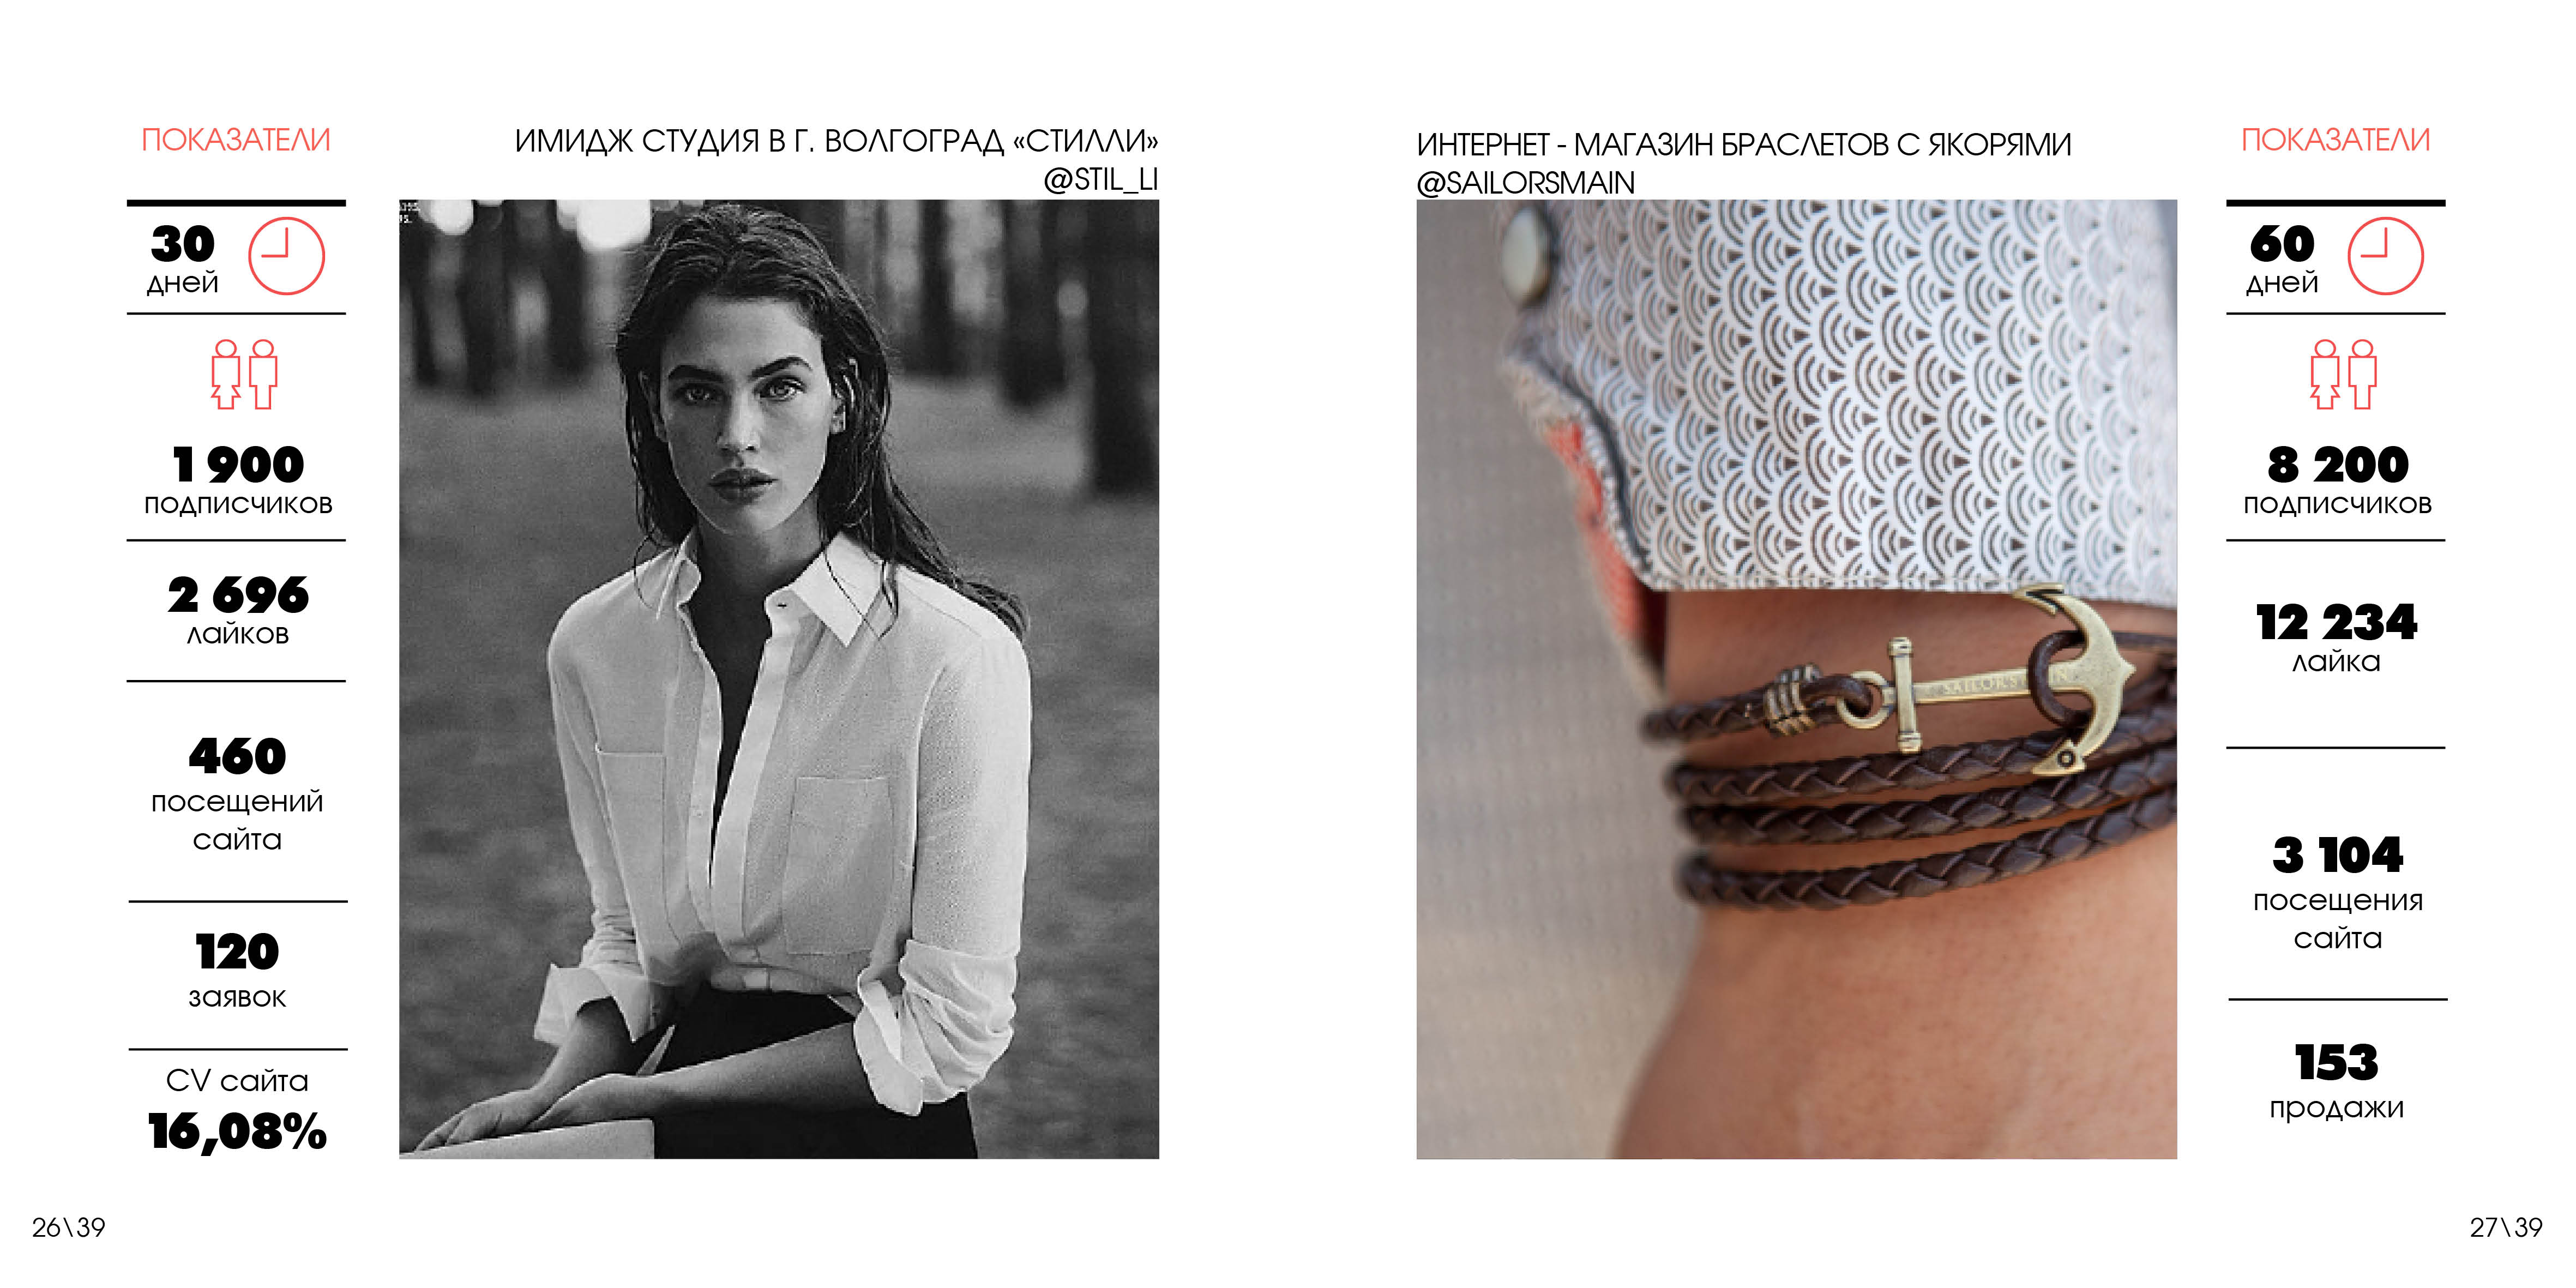 ПОКАЗАТЕЛИ
30
дней
1 900
подписчиков
2 696
лайков
460
посещений
сайта
120
заявок
CV сайта
16,08%
26\39
ИМИДЖ СТУДИЯ В Г. ВОЛГОГРАД «СТИЛЛИ»
@STIL_LI
ИНТЕРНЕТ - МАГАЗИН БРАСЛЕТОВ С ЯКОРЯМИ
@SAILORSMAIN
ПОКАЗАТЕЛИ
60
дней
8 200
подписчиков
12 234
лайка
3 104
посещения
сайта
153
продажи
27\39